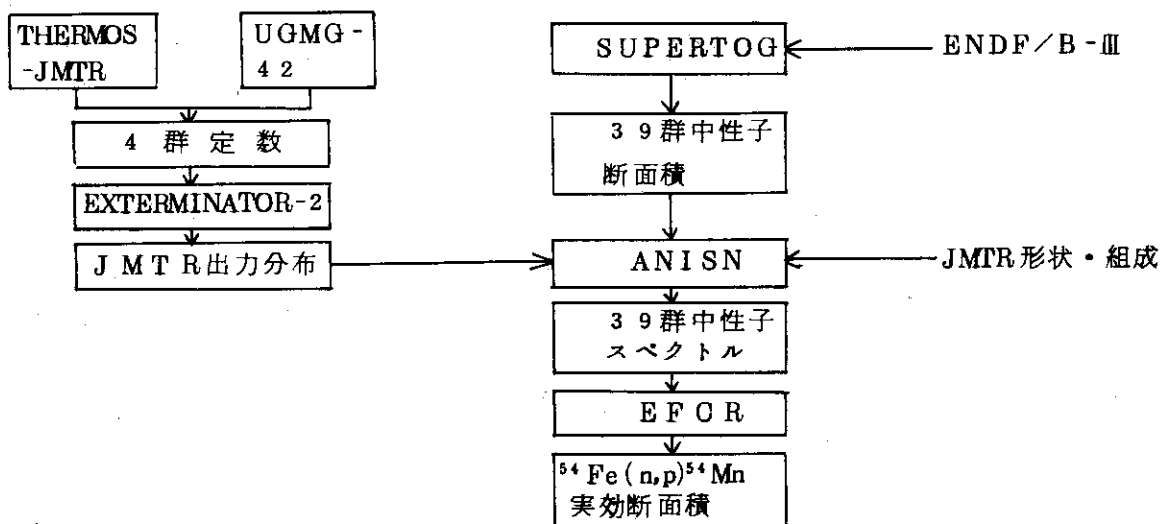 THERMOS
-JMTR
UGMG-
42
4群定数
EXTERMINATOR-2
JMTR出力分布
SUPERTOG
ENDF/B-Ⅲ
39群中性子
断面積
ANISN
JMTR形状・組成
39群中性子
スペクトル
EFCR
⁵⁴Fe(n,p)⁵⁴Mn
実効断面積